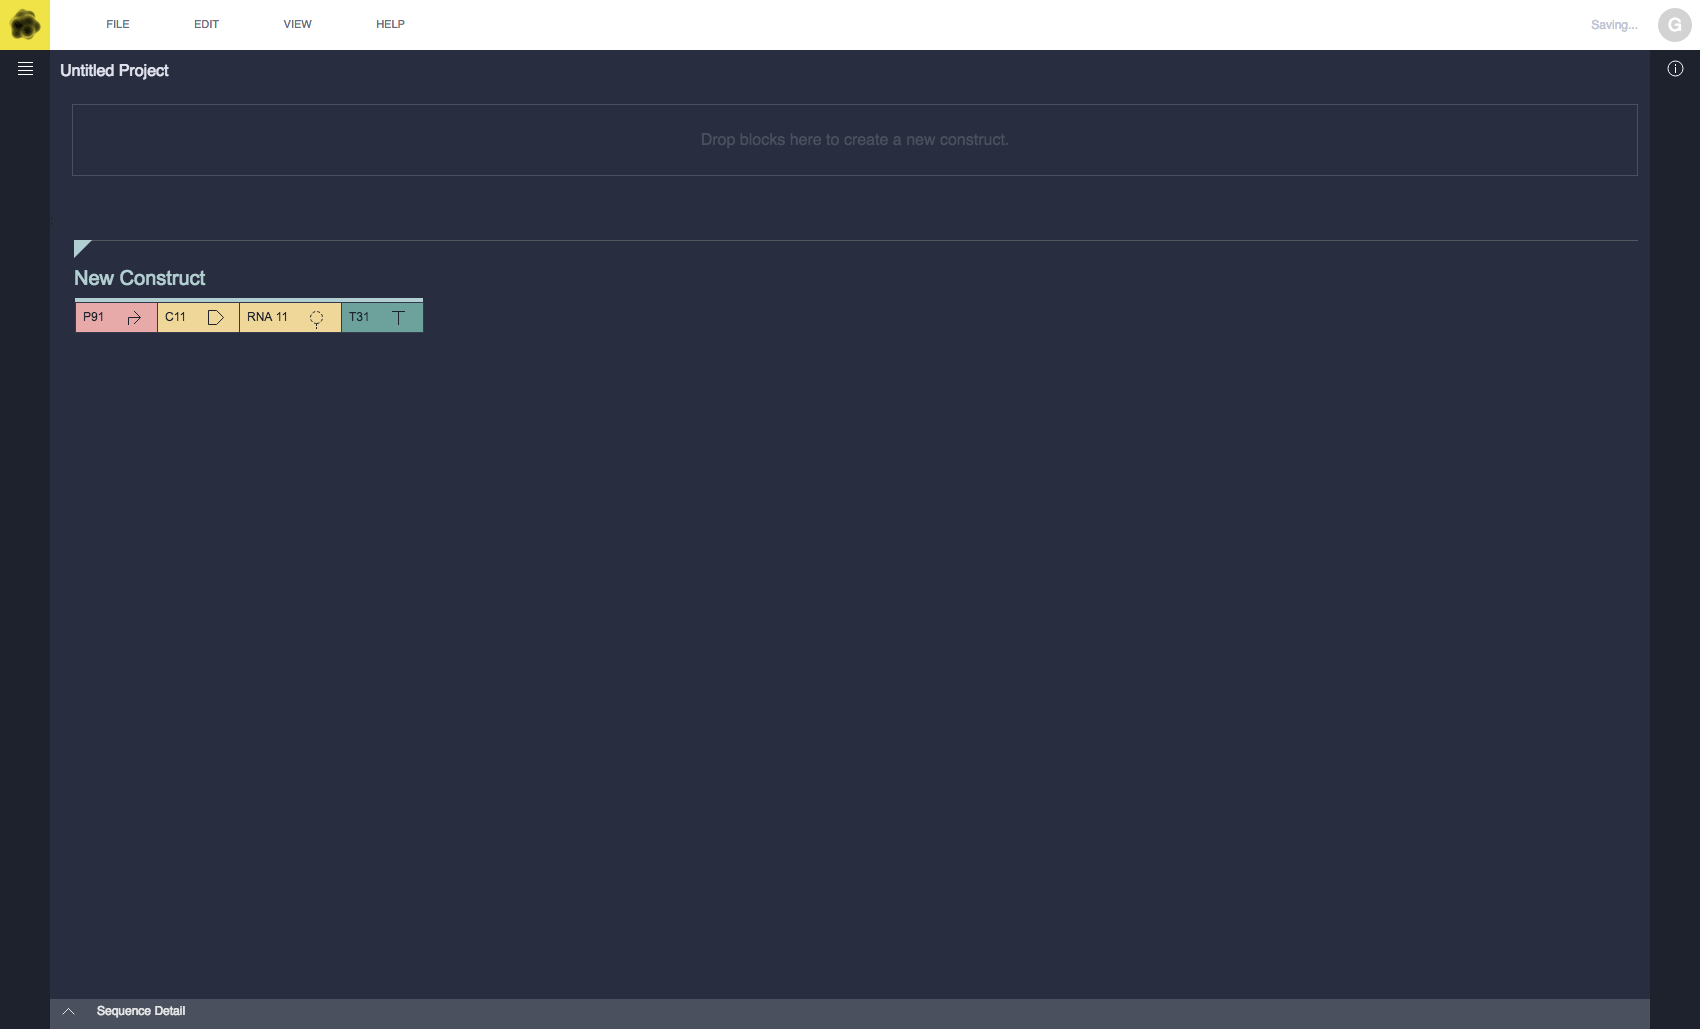 FILE EDIT VIEW HELP Saving... G
Untitled Project
Drop blocks here to create a new construct.
New Construct
P91 C11 RNA 11 T31
Sequence Detail